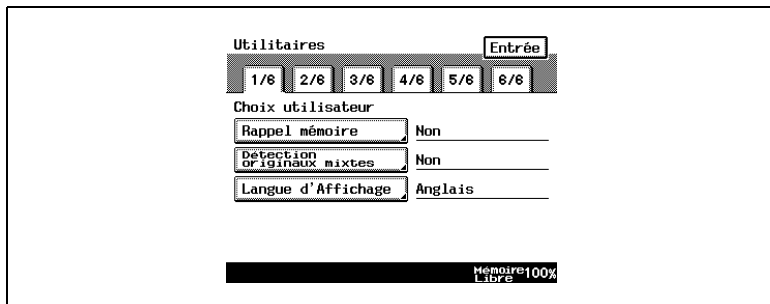 Utilitaires Entrée
1/6 2/6 3/6 4/6 5/6 6/6
Choix utilisateur
Rappel mémoire Non
Détection
originaux mixtes Non
Langue d'Affichage Anglais
Mémoire
Libre 100%